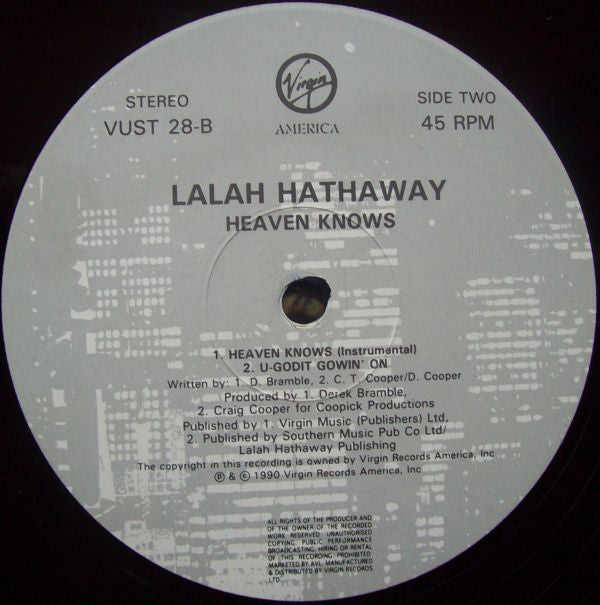 Virgin
AMERICA
STEREO
VUST 28-B
SIDE TWO
45 RPM
LALAH HATHAWAY
HEAVEN KNOWS
1. HEAVEN KNOWS (Instrumental)
2. U-GODIT GOWIN' ON
Written by: 1. D. Bramble, 2. C. T. Cooper/D. Cooper
Produced by 1. Derek Bramble,
2. Craig Cooper for Coopick Productions
Published by 1. Virgin Music (Publishers) Ltd,
2. Published by Southern Music Pub Co Ltd/
Lalah Hathaway Publishing
The copyright in this recording is owned by Virgin Records America, Inc
℗ & © 1990 Virgin Records America, Inc
ALL RIGHTS OF THE PRODUCER AND
OF THE OWNER OF THE RECORDED
WORK RESERVED. UNAUTHORISED
COPYING, PUBLIC PERFORMANCE
BROADCASTING, HIRING OR RENTAL
OF THIS RECORDING PROHIBITED.
MARKETED BY AVL. MANUFACTURED
& DISTRIBUTED BY VIRGIN RECORDS
LTD.